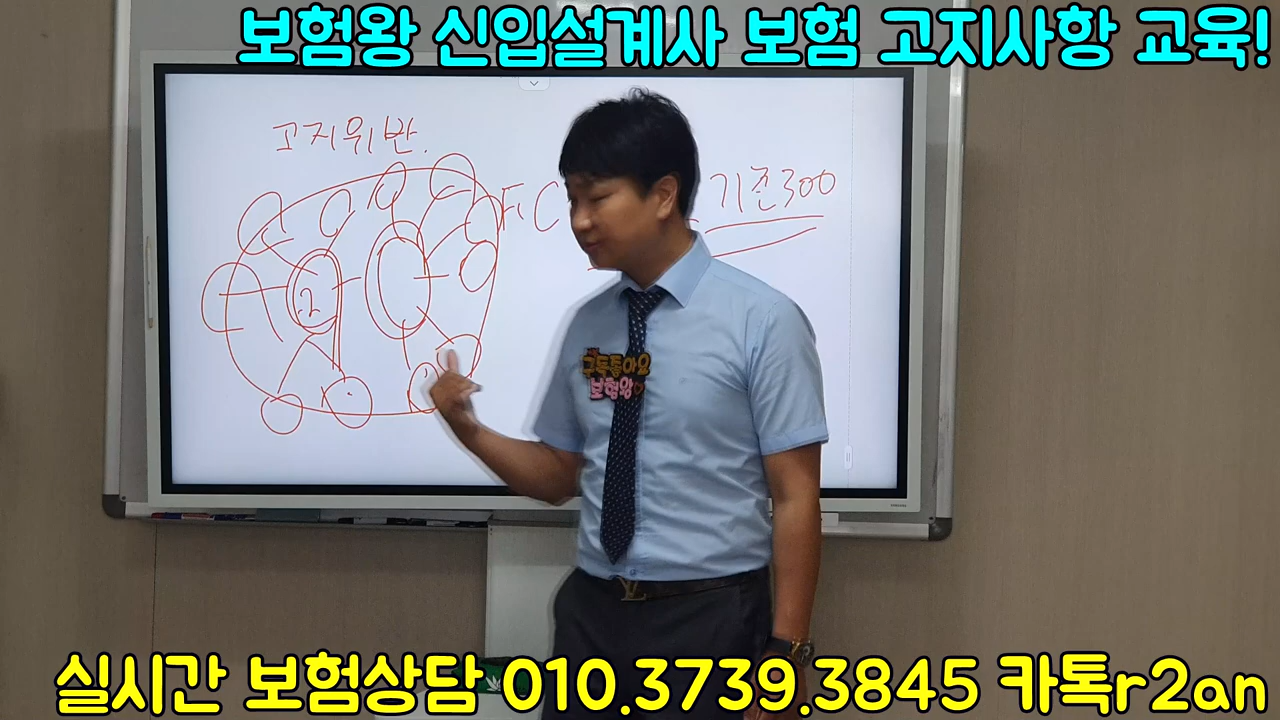 보험왕 신입설계사 보험 고지사항 교육!
고지위반.
F.C
기존300
2
구독좋아요
보험왕♡
실시간 보험상담 010.3739.3845 카톡r2an